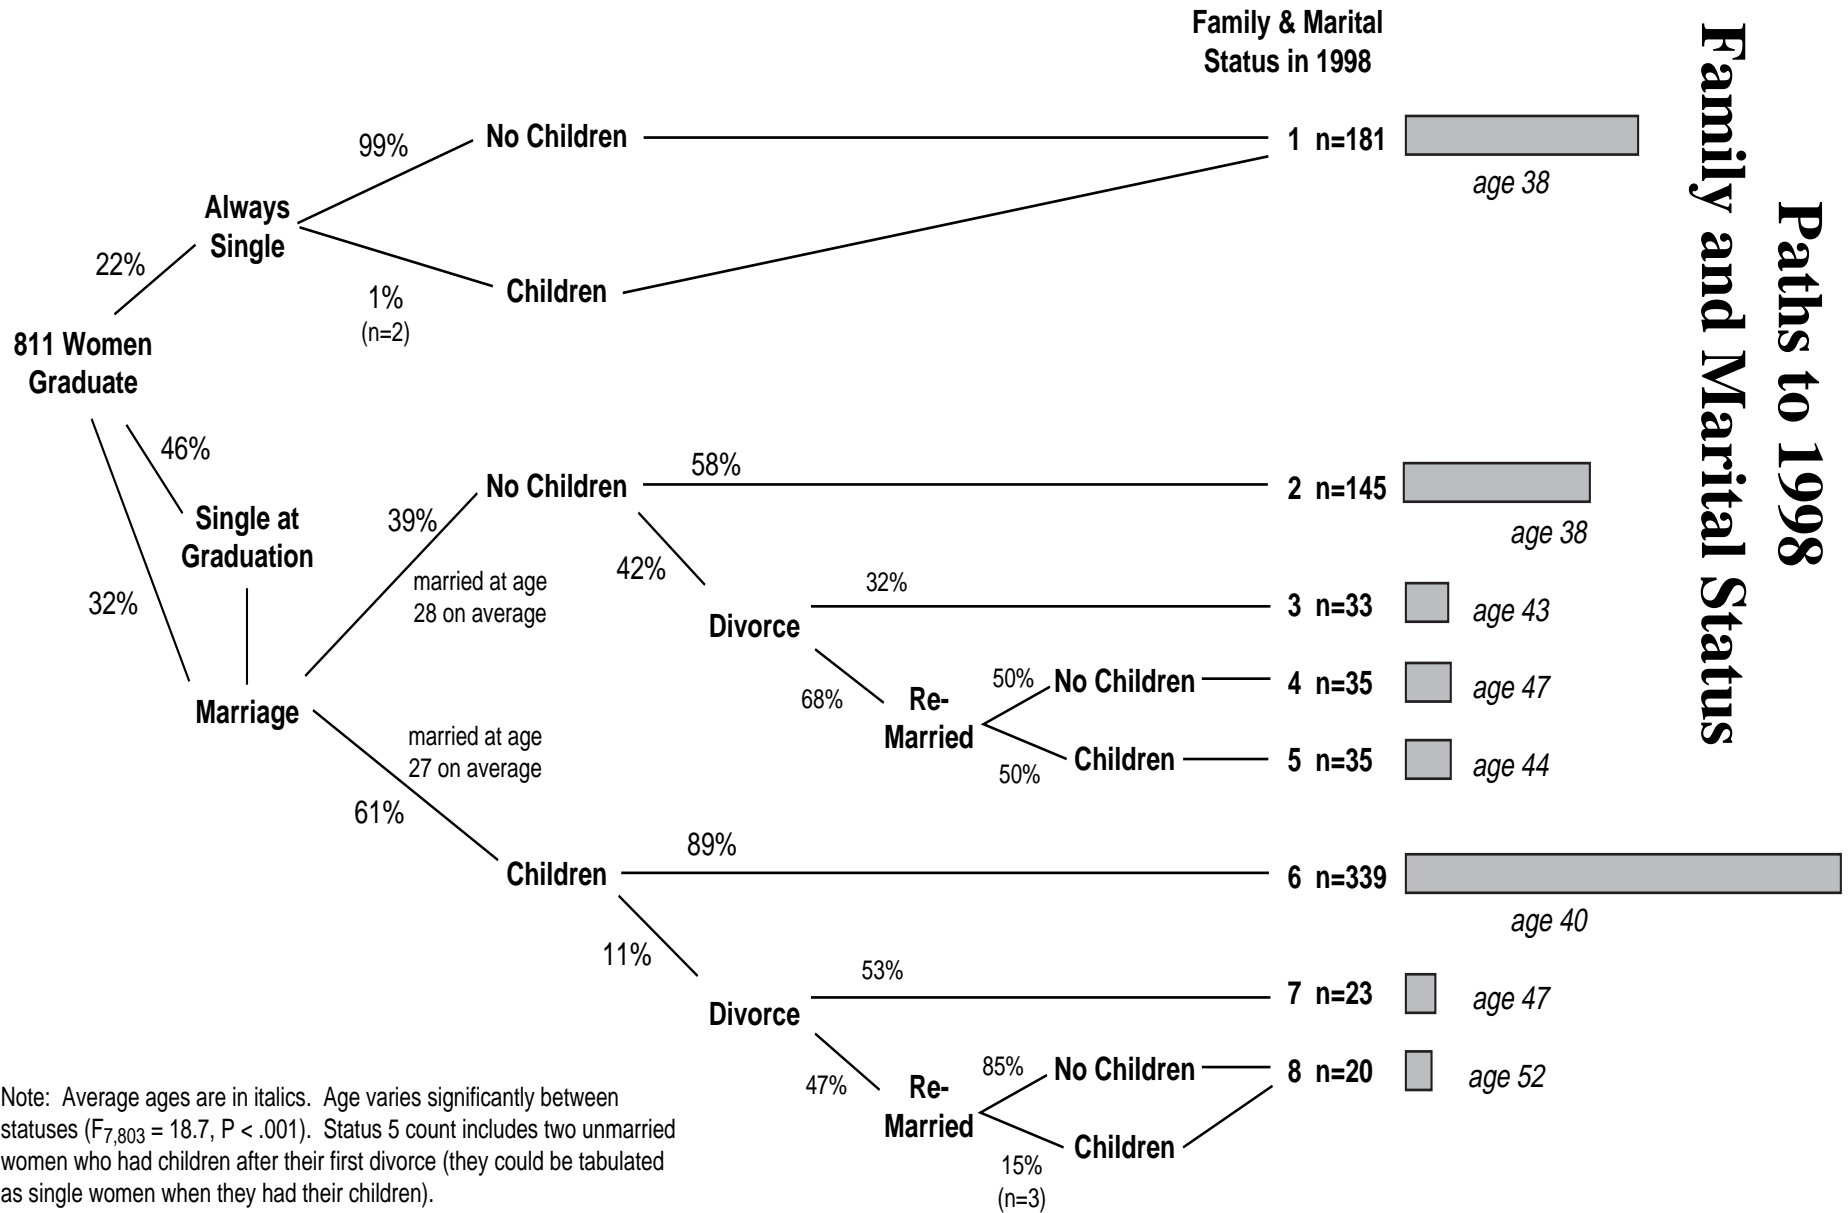 Paths to 1998
Family and Marital Status
Family & Marital
Status in 1998
99%
No Children
1 n=181
age 38
Always
Single
22%
1%
(n=2)
Children
811 Women
Graduate
46%
32%
Single at
Graduation
Marriage
39%
No Children
58%
2 n=145
age 38
married at age
28 on average
42%
Divorce
32%
3 n=33
age 43
68%
Re-
Married
50%
No Children
4 n=35
age 47
50%
Children
5 n=35
age 44
married at age
27 on average
61%
Children
89%
6 n=339
age 40
11%
Divorce
53%
7 n=23
age 47
47%
Re-
Married
85%
No Children
8 n=20
age 52
15%
(n=3)
Children
Note: Average ages are in italics. Age varies significantly between
statuses (F7,803 = 18.7, P < .001). Status 5 count includes two unmarried
women who had children after their first divorce (they could be tabulated
as single women when they had their children).